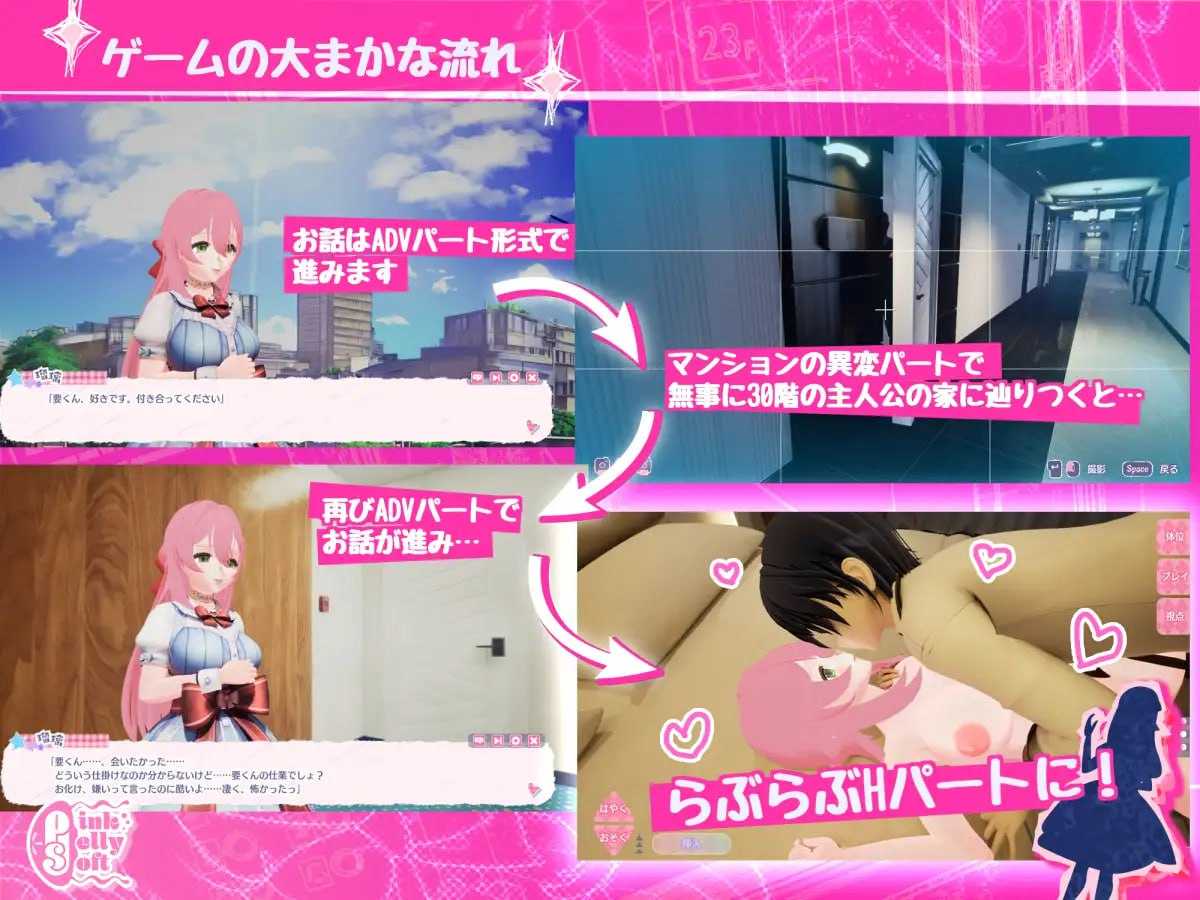 ゲームの大まかな流れ
お話はADVパート形式で
進みます
瑠璃
「要くん、好きです。付き合ってください」
マンションの異変パートで
無事に30階の主人公の家に辿りつくと…
撮影
Space
戻る
再びADVパートで
お話が進み…
瑠璃
「要くん……、会いたかった……
どういう仕掛けなのか分からないけど……要くんの仕業でしょ？
お化け、嫌いって言ったのに酷いよ……凄く、怖かったっ」
体位
プレイ
視点
らぶらぶHパートに！
はやく
おそく
挿入
Pink
Jelly
Soft